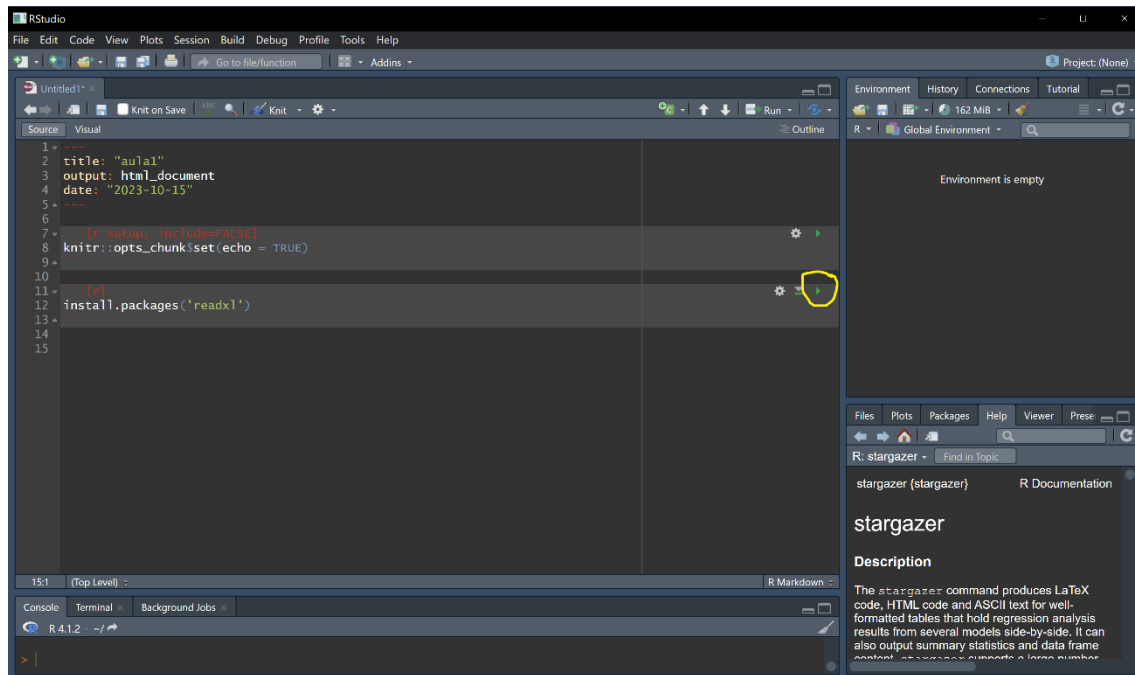 RStudio
File Edit Code View Plots Session Build Debug Profile Tools Help
Go to file/function Addins Project: (None)
Untitled1*
Knit on Save ABC Knit Run
Source Visual Outline
1 ---
2 title: "aula1"
3 output: html_document
4 date: "2023-10-15"
5 ---
6
7 {r setup, include=FALSE}
8 knitr::opts_chunk$set(echo = TRUE)
9
10
11 {r}
12 install.packages('readxl')
13
14
15
15:1 (Top Level) R Markdown
Console Terminal Background Jobs
R 4.1.2 · ~/
>
Environment History Connections Tutorial
162 MiB
R Global Environment
Environment is empty
Files Plots Packages Help Viewer Prese
R: stargazer Find in Topic
stargazer {stargazer} R Documentation
stargazer
Description
The stargazer command produces LaTeX
code, HTML code and ASCII text for well-
formatted tables that hold regression analysis
results from several models side-by-side. It can
also output summary statistics and data frame
content. stargazer supports a large number